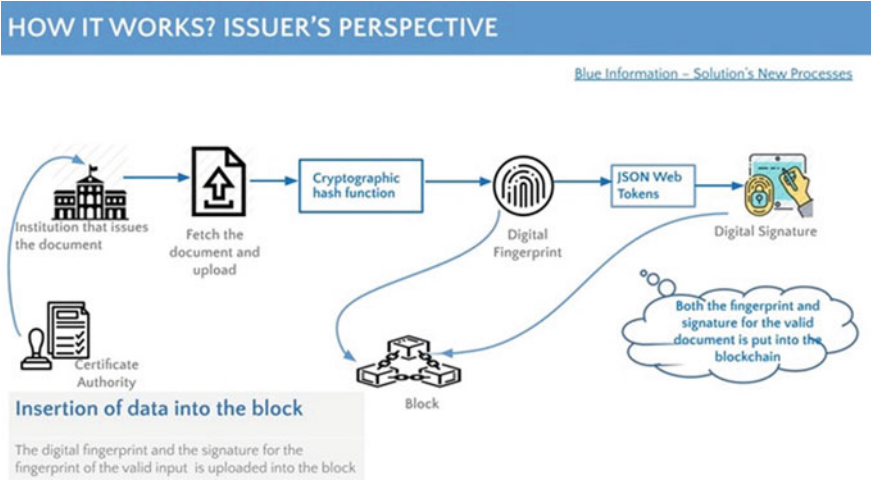 HOW IT WORKS? ISSUER'S PERSPECTIVE
Blue Information – Solution's New Processes
Institution that issues
the document
Fetch the
document and
upload
Cryptographic
hash function
Digital
Fingerprint
JSON Web
Tokens
Digital Signature
Both the fingerprint and
signature for the valid
document is put into the
blockchain
Certificate
Authority
Block
Insertion of data into the block
The digital fingerprint and the signature for the
fingerprint of the valid input is uploaded into the block